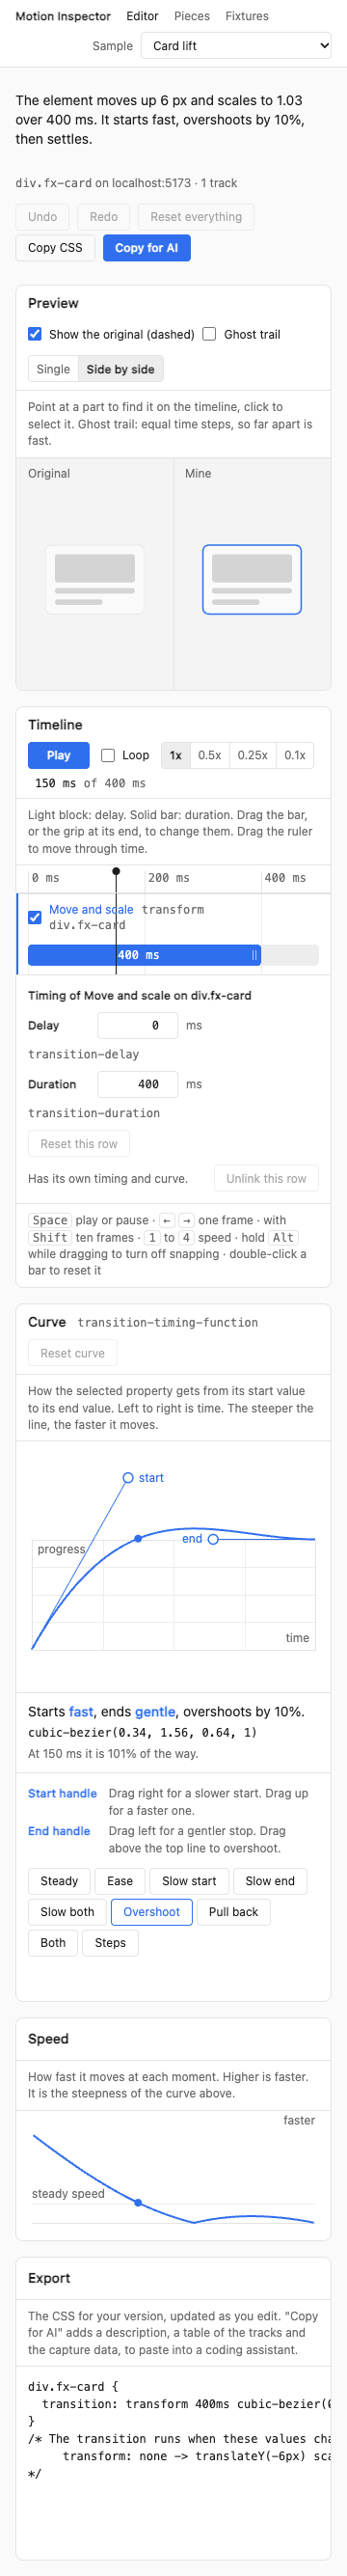 Motion Inspector Editor Pieces Fixtures
Sample Card lift
The element moves up 6 px and scales to 1.03
over 400 ms. It starts fast, overshoots by 10%,
then settles.
div.fx-card on localhost:5173 · 1 track
Undo Redo Reset everything
Copy CSS Copy for AI
Preview
Show the original (dashed) Ghost trail
Single Side by side
Point at a part to find it on the timeline, click to
select it. Ghost trail: equal time steps, so far apart is
fast.
Original Mine
Timeline
Play Loop 1x 0.5x 0.25x 0.1x
150 ms of 400 ms
Light block: delay. Solid bar: duration. Drag the bar,
or the grip at its end, to change them. Drag the ruler
to move through time.
0 ms 200 ms 400 ms
Move and scale transform
div.fx-card
400 ms
Timing of Move and scale on div.fx-card
Delay 0 ms
transition-delay
Duration 400 ms
transition-duration
Reset this row
Has its own timing and curve. Unlink this row
Space play or pause · ← → one frame · with
Shift ten frames · 1 to 4 speed · hold Alt
while dragging to turn off snapping · double-click a
bar to reset it
Curve transition-timing-function
Reset curve
How the selected property gets from its start value
to its end value. Left to right is time. The steeper the
line, the faster it moves.
start
end
progress
time
Starts fast, ends gentle, overshoots by 10%.
cubic-bezier(0.34, 1.56, 0.64, 1)
At 150 ms it is 101% of the way.
Start handle Drag right for a slower start. Drag up
for a faster one.
End handle Drag left for a gentler stop. Drag
above the top line to overshoot.
Steady Ease Slow start Slow end
Slow both Overshoot Pull back
Both Steps
Speed
How fast it moves at each moment. Higher is faster.
It is the steepness of the curve above.
faster
steady speed
Export
The CSS for your version, updated as you edit. "Copy
for AI" adds a description, a table of the tracks and
the capture data, to paste into a coding assistant.
div.fx-card {
transition: transform 400ms cubic-bezier(
}
/* The transition runs when these values cha
transform: none -> translateY(-6px) sca
*/